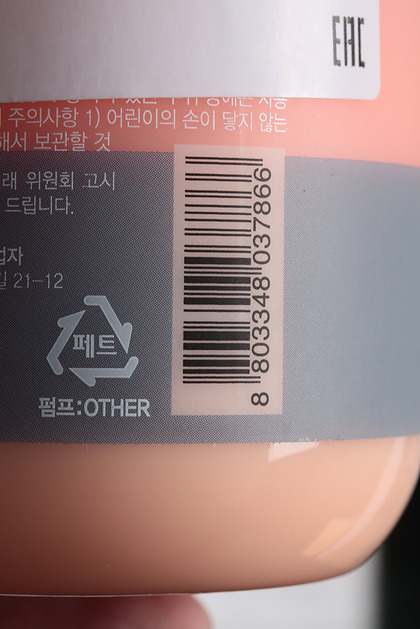 EAC
주의사항 1) 어린이의 손이 닿지 않는
해서 보관할 것
래 위원회 고시
드립니다.
업자
길 21-12
페트
펌프:OTHER
8 803348 037866